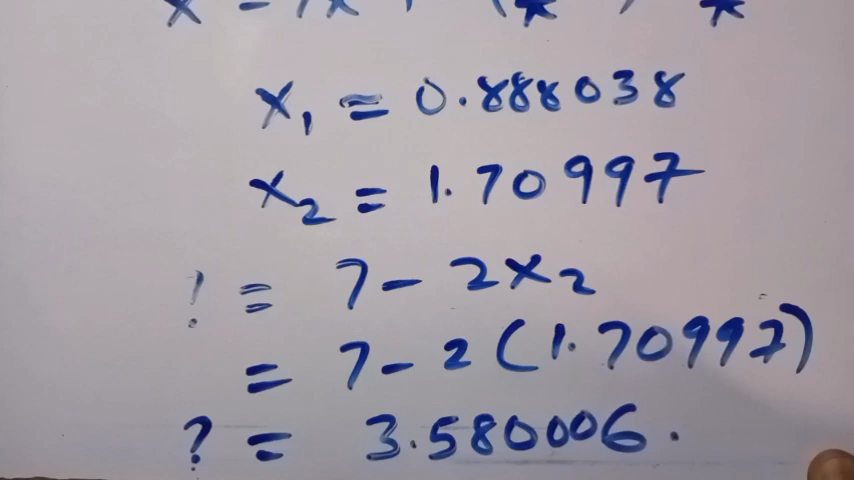 x₁ = 0.888038
x₂ = 1.70997
? = 7 - 2x₂
= 7 - 2(1.70997)
? = 3.580006.